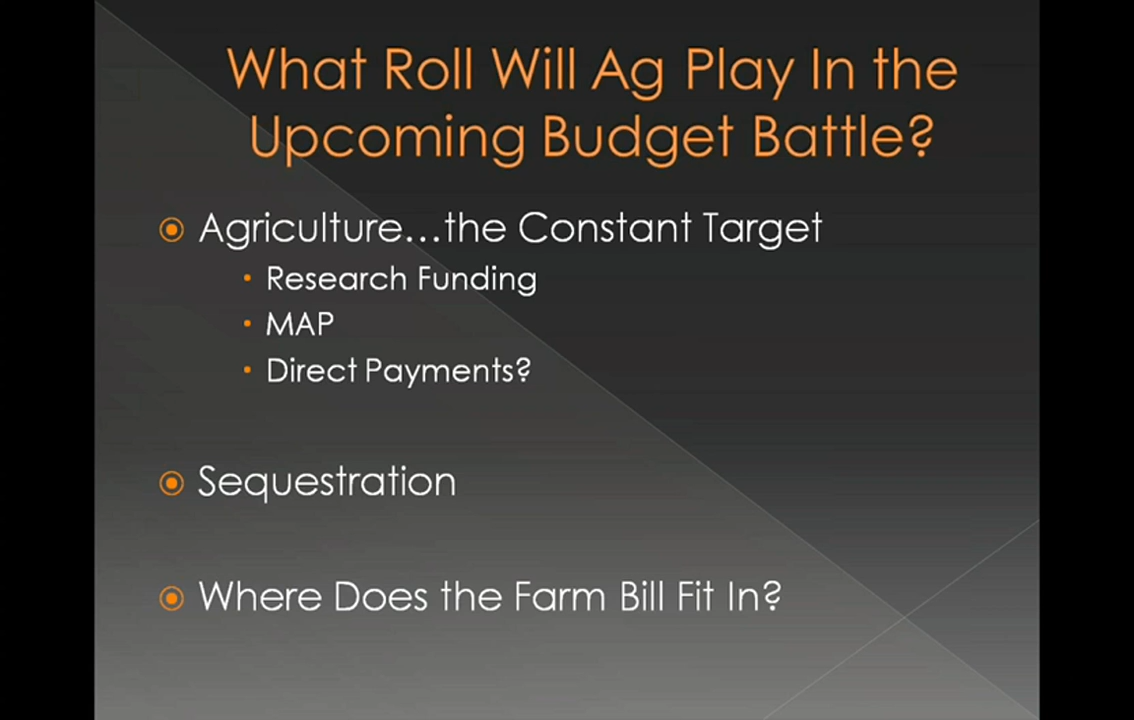 What Roll Will Ag Play In the
Upcoming Budget Battle?
Agriculture...the Constant Target
Research Funding
MAP
Direct Payments?
Sequestration
Where Does the Farm Bill Fit In?